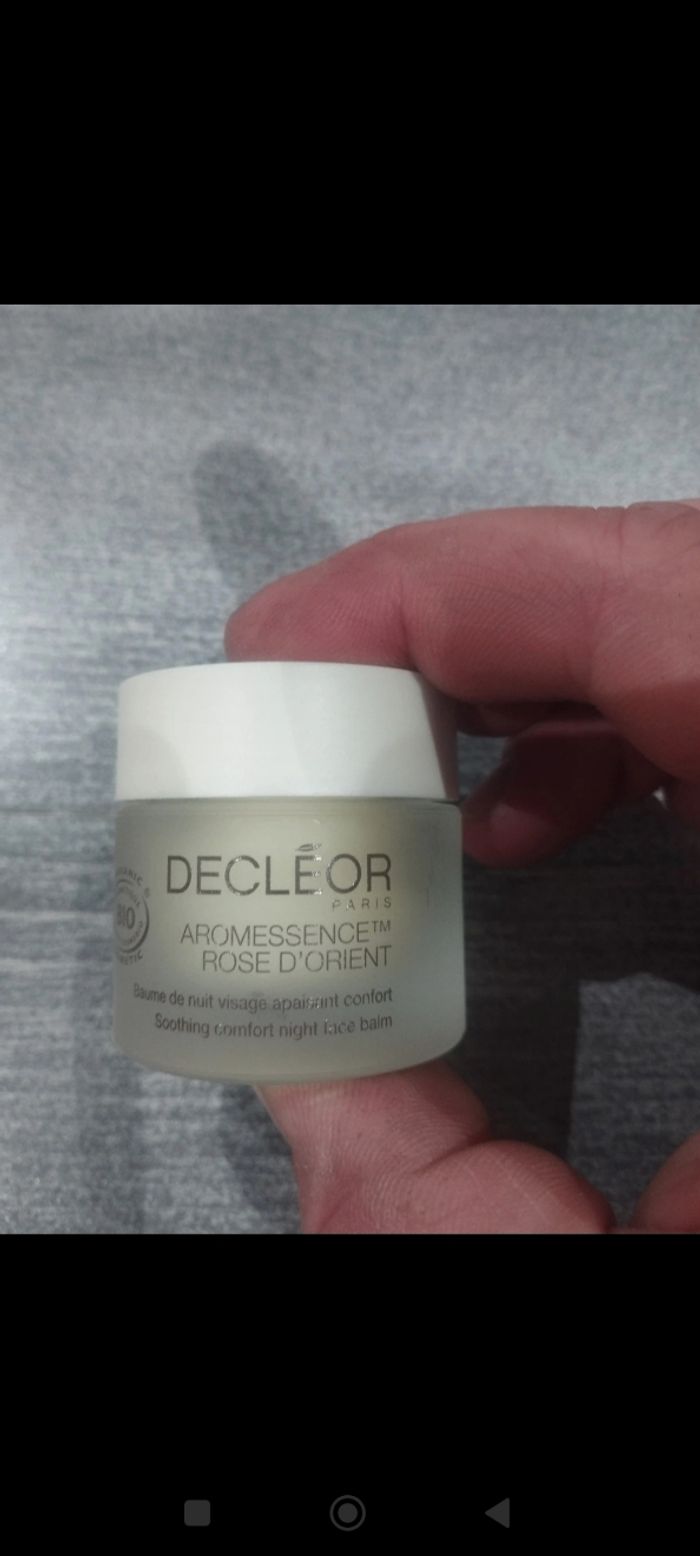 DECLÉOR
PARIS
AROMESSENCE™
ROSE D'ORIENT
Baume de nuit visage apaisant confort
Soothing comfort night face balm
BIO